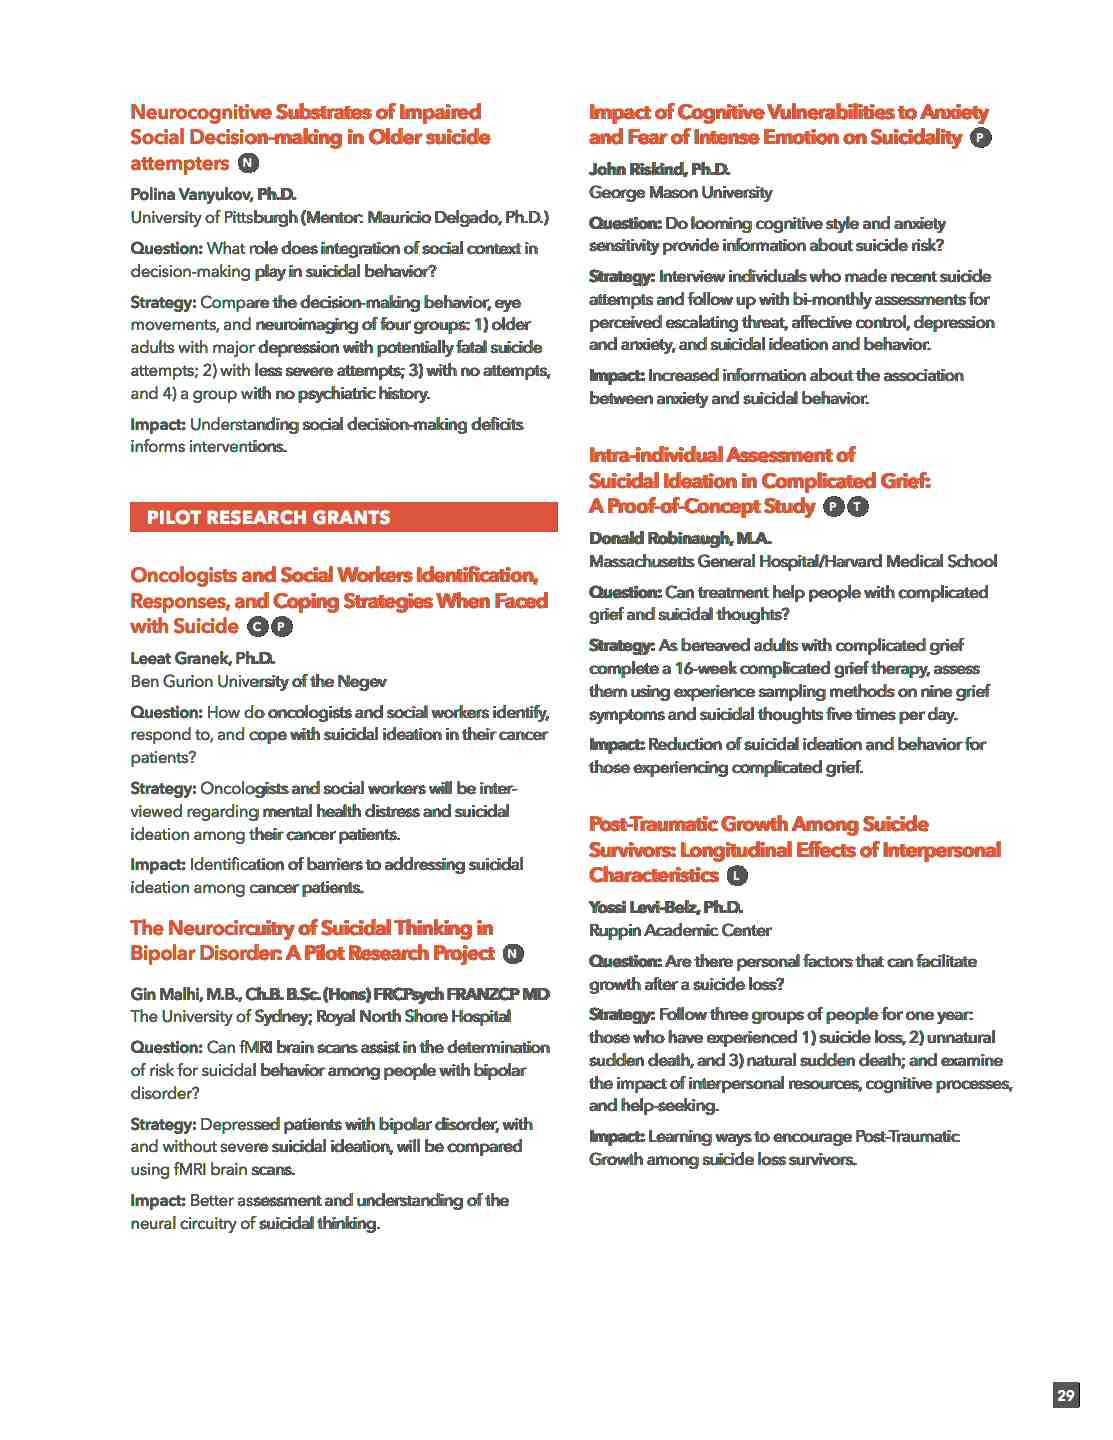 Neurocognitive Substrates of Impaired
Social Decision-making in Older suicide
attempters N
Polina Vanyukov, Ph.D.
University of Pittsburgh (Mentor: Mauricio Delgado, Ph.D.)
Question: What role does integration of social context in
decision-making play in suicidal behavior?
Strategy: Compare the decision-making behavior, eye
movements, and neuroimaging of four groups: 1) older
adults with major depression with potentially fatal suicide
attempts; 2) with less severe attempts; 3) with no attempts,
and 4) a group with no psychiatric history.
Impact: Understanding social decision-making deficits
informs interventions.
PILOT RESEARCH GRANTS
Oncologists and Social Workers Identification,
Responses, and Coping Strategies When Faced
with Suicide C P
Leeat Granek, Ph.D.
Ben Gurion University of the Negev
Question: How do oncologists and social workers identify,
respond to, and cope with suicidal ideation in their cancer
patients?
Strategy: Oncologists and social workers will be inter-
viewed regarding mental health distress and suicidal
ideation among their cancer patients.
Impact: Identification of barriers to addressing suicidal
ideation among cancer patients.
The Neurocircuitry of Suicidal Thinking in
Bipolar Disorder: A Pilot Research Project N
Gin Malhi, M.B., Ch.B. B.Sc. (Hons) FRCPsych FRANZCP MD
The University of Sydney; Royal North Shore Hospital
Question: Can fMRI brain scans assist in the determination
of risk for suicidal behavior among people with bipolar
disorder?
Strategy: Depressed patients with bipolar disorder, with
and without severe suicidal ideation, will be compared
using fMRI brain scans.
Impact: Better assessment and understanding of the
neural circuitry of suicidal thinking.
Impact of Cognitive Vulnerabilities to Anxiety
and Fear of Intense Emotion on Suicidality P
John Riskind, Ph.D.
George Mason University
Question: Do looming cognitive style and anxiety
sensitivity provide information about suicide risk?
Strategy: Interview individuals who made recent suicide
attempts and follow up with bi-monthly assessments for
perceived escalating threat, affective control, depression
and anxiety, and suicidal ideation and behavior.
Impact: Increased information about the association
between anxiety and suicidal behavior.
Intra-individual Assessment of
Suicidal Ideation in Complicated Grief:
A Proof-of-Concept Study P T
Donald Robinaugh, M.A.
Massachusetts General Hospital/Harvard Medical School
Question: Can treatment help people with complicated
grief and suicidal thoughts?
Strategy: As bereaved adults with complicated grief
complete a 16-week complicated grief therapy, assess
them using experience sampling methods on nine grief
symptoms and suicidal thoughts five times per day.
Impact: Reduction of suicidal ideation and behavior for
those experiencing complicated grief.
Post-Traumatic Growth Among Suicide
Survivors: Longitudinal Effects of Interpersonal
Characteristics L
Yossi Levi-Belz, Ph.D.
Ruppin Academic Center
Question: Are there personal factors that can facilitate
growth after a suicide loss?
Strategy: Follow three groups of people for one year:
those who have experienced 1) suicide loss, 2) unnatural
sudden death, and 3) natural sudden death; and examine
the impact of interpersonal resources, cognitive processes,
and help-seeking.
Impact: Learning ways to encourage Post-Traumatic
Growth among suicide loss survivors.
29